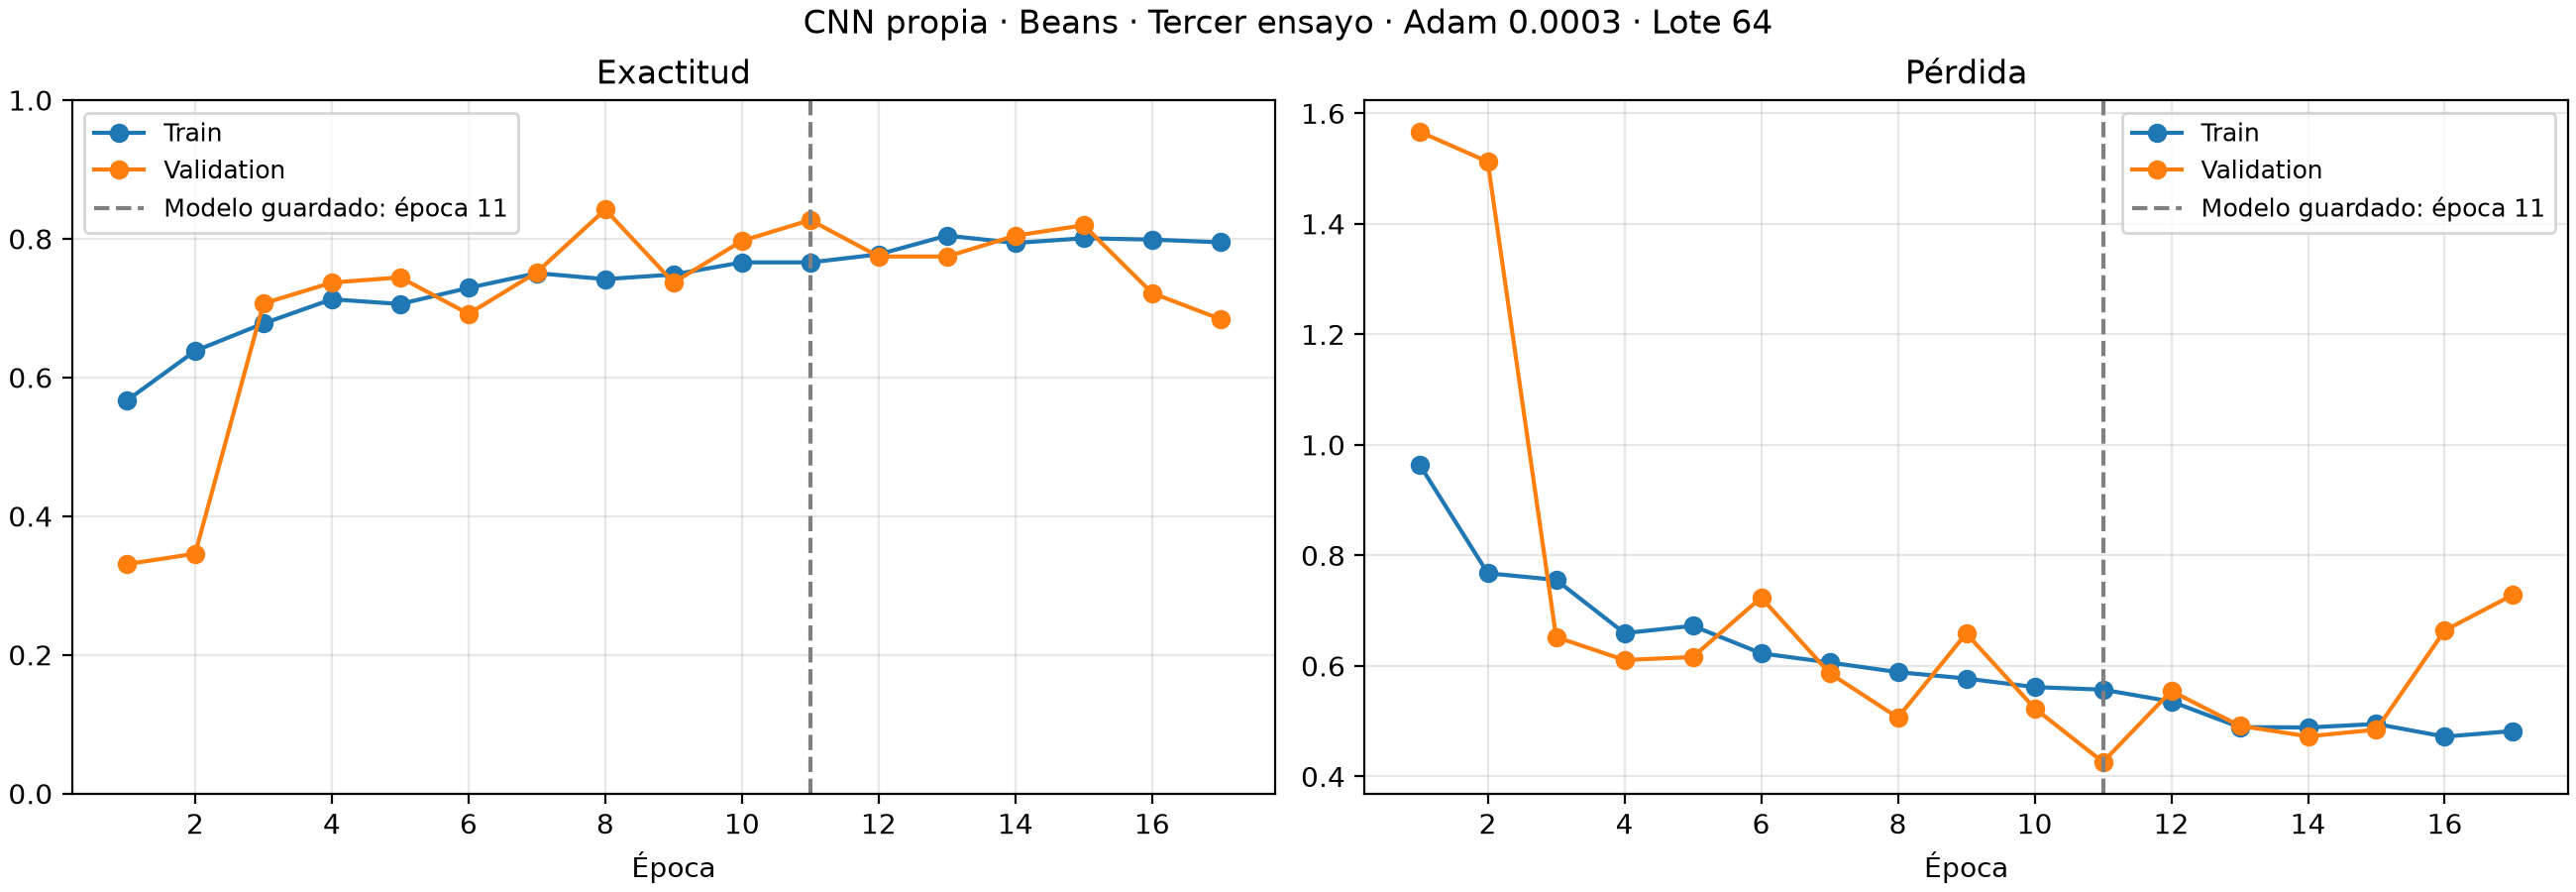 CNN propia · Beans · Tercer ensayo · Adam 0.0003 · Lote 64
Exactitud
1.0
0.8
0.6
0.4
0.2
0.0
Train
Validation
Modelo guardado: época 11
2 4 6 8 10 12 14 16
Época
Pérdida
1.6
1.4
1.2
1.0
0.8
0.6
0.4
Train
Validation
Modelo guardado: época 11
2 4 6 8 10 12 14 16
Época